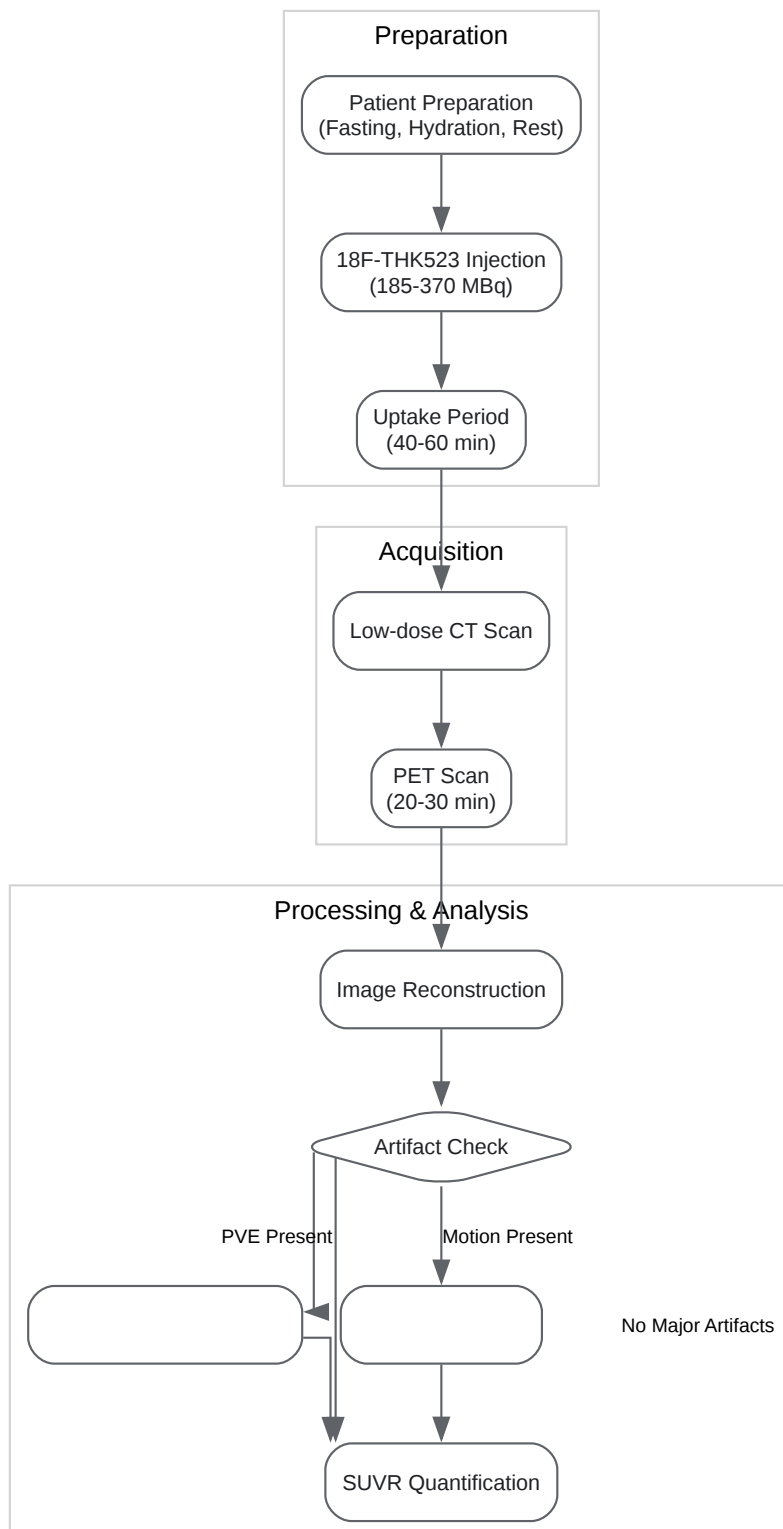 Preparation
Patient Preparation
(Fasting, Hydration, Rest)
18F-THK523 Injection
(185-370 MBq)
Uptake Period
(40-60 min)
Acquisition
Low-dose CT Scan
PET Scan
(20-30 min)
Processing & Analysis
Image Reconstruction
Artifact Check
PVE Present
Motion Present
No Major Artifacts
SUVR Quantification